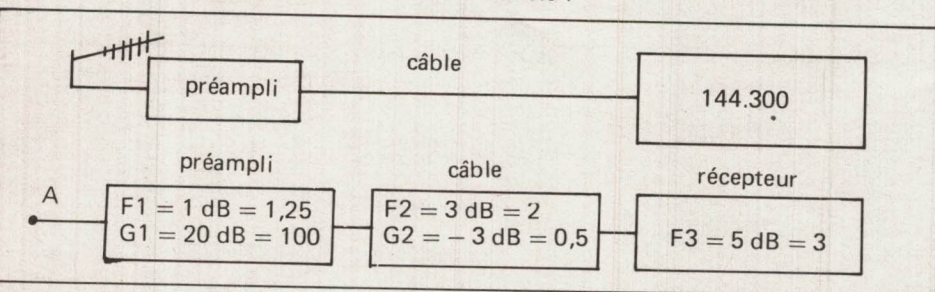 câble
préampli
144.300
préampli
câble
récepteur
A
F1 = 1 dB = 1,25
G1 = 20 dB = 100
F2 = 3 dB = 2
G2 = – 3 dB = 0,5
F3 = 5 dB = 3